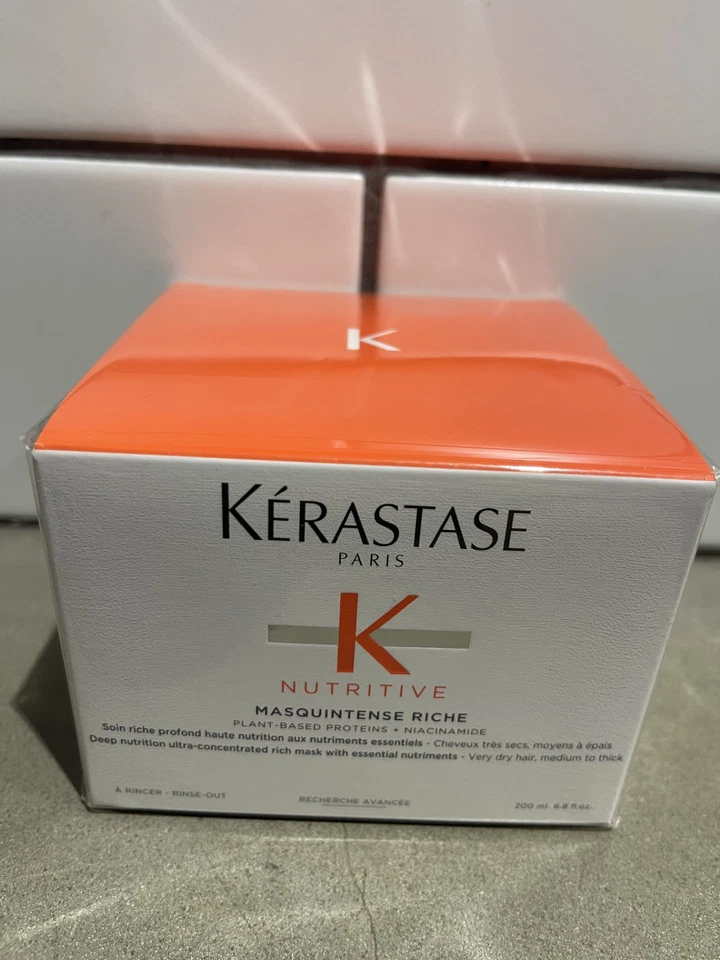 K
KÉRASTASE
PARIS
K
NUTRITIVE
MASQUINTENSE RICHE
PLANT-BASED PROTEINS + NIACINAMIDE
Soin riche profond haute nutrition aux nutriments essentiels - Cheveux très secs, moyens à épais
Deep nutrition ultra-concentrated rich mask with essential nutriments - Very dry hair, medium to thick
À RINCER - RINSE-OUT
RECHERCHE AVANCÉE
200 ml 6.8 fl.oz.